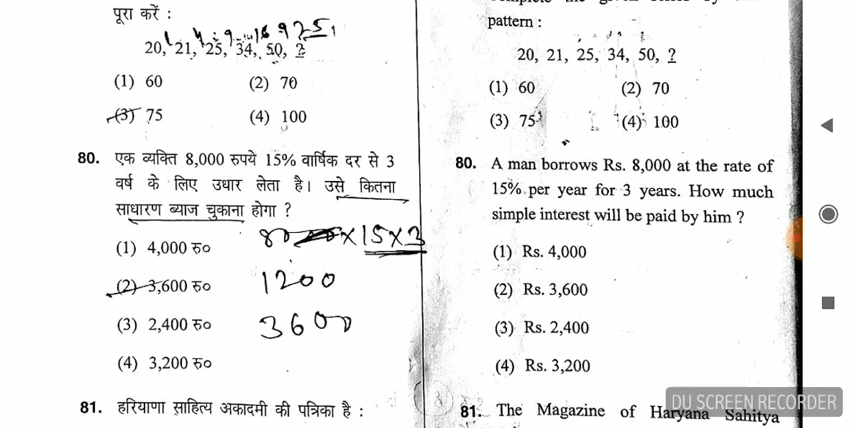 पूरा करें :
20, 21, 25, 34, 50, ?
(1) 60 (2) 70
(3) 75 (4) 100
80. एक व्यक्ति 8,000 रुपये 15% वार्षिक दर से 3
वर्ष के लिए उधार लेता है। उसे कितना
साधारण ब्याज चुकाना होगा ?
(1) 4,000 रु०
(2) 3,600 रु०
(3) 2,400 रु०
(4) 3,200 रु०
×15×3
1200
3600
81. हरियाणा साहित्य अकादमी की पत्रिका है :
pattern :
20, 21, 25, 34, 50, ?
(1) 60 (2) 70
(3) 75 (4) 100
80. A man borrows Rs. 8,000 at the rate of
15% per year for 3 years. How much
simple interest will be paid by him ?
(1) Rs. 4,000
(2) Rs. 3,600
(3) Rs. 2,400
(4) Rs. 3,200
81. The Magazine of Haryana Sahitya
DU SCREEN RECORDER